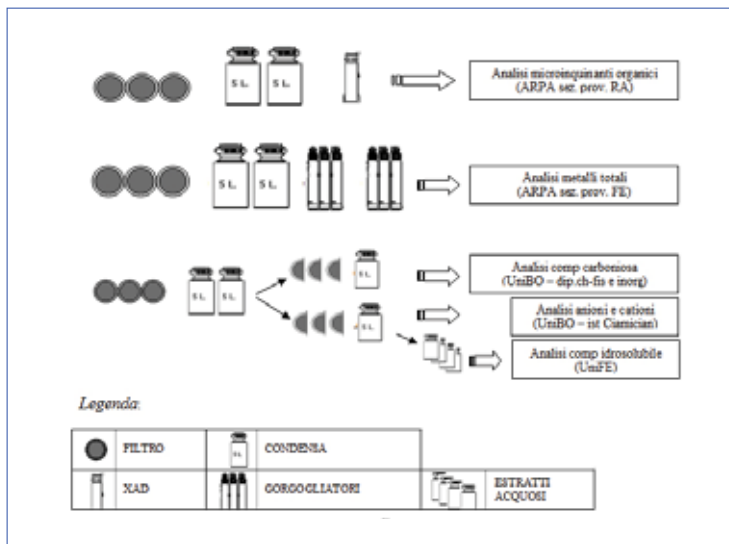 5 L.
5 L.
Analisi microinquinanti organici
(ARPA sez. prov. RA)
5 L.
5 L.
Analisi metalli totali
(ARPA sez. prov. FE)
5 L.
5 L.
5 L.
Analisi comp carboniosa
(UniBO – dip.ch-fis e inorg)
5 L.
Analisi anioni e cationi
(UniBO – ist Ciamician)
Analisi comp idrosolubile
(UniFE)
Legenda:
FILTRO
5 L.
CONDENSA
XAD
GORGOGLIATORI
ESTRATTI
ACQUOSI